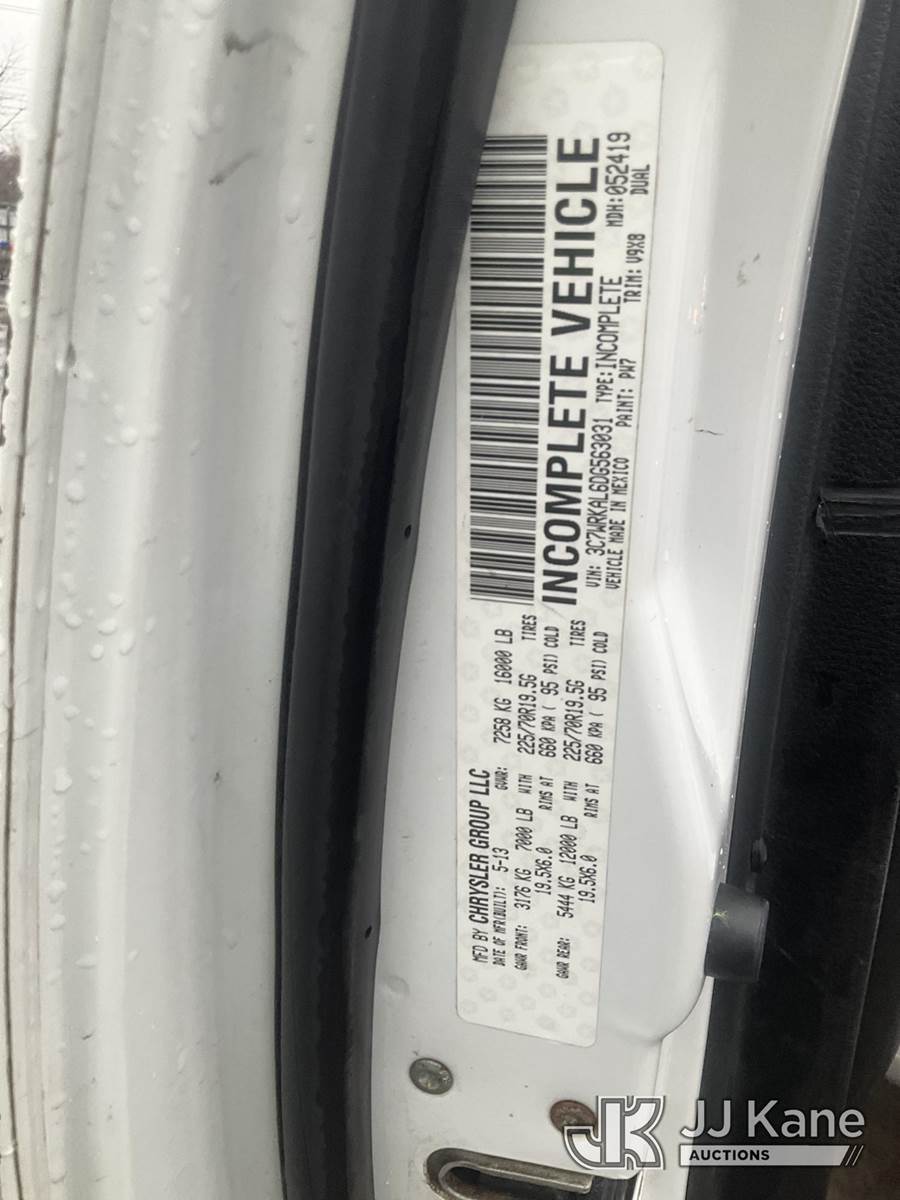 MFD BY CHRYSLER GROUP LLC
DATE OF MFR(BUILT): 5-13 GVWR: 7258 KG 16000 LB
GAWR FRONT: 3176 KG 7000 LB WITH 225/70R19.5G TIRES
19.5X6.0 RIMS AT 660 KPA ( 95 PSI) COLD
GAWR REAR: 5444 KG 12000 LB WITH 225/70R19.5G TIRES
19.5X6.0 RIMS AT 660 KPA ( 95 PSI) COLD
INCOMPLETE VEHICLE
VIN: 3C7WRKAL6DG563031 TYPE: INCOMPLETE MDH: 052419
VEHICLE MADE IN MEXICO PAINT: PW7 TRIM: V9X8 DUAL
JK JJ Kane
AUCTIONS